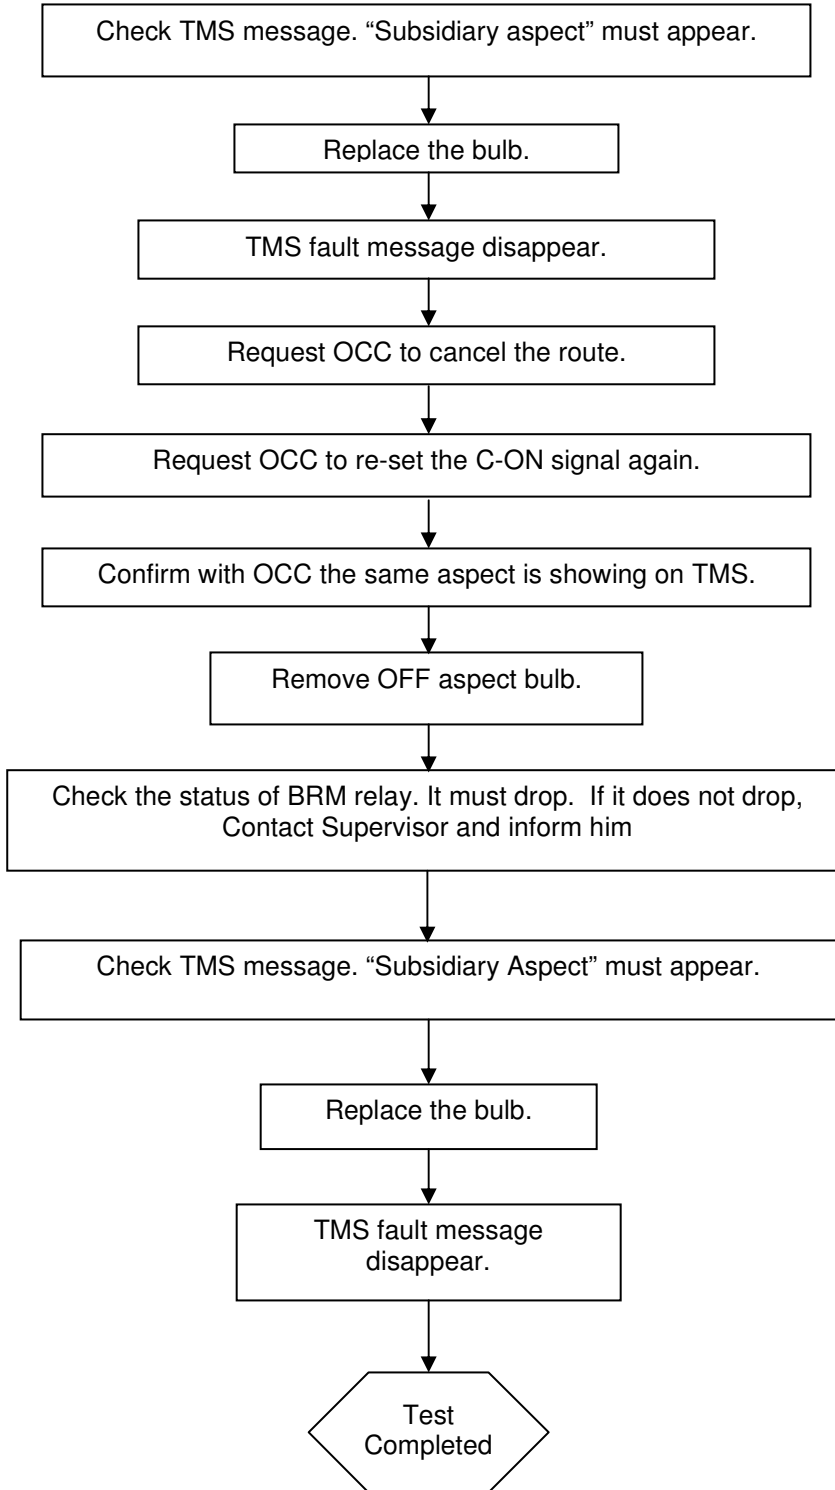 Check TMS message. “Subsidiary aspect” must appear.
Replace the bulb.
TMS fault message disappear.
Request OCC to cancel the route.
Request OCC to re-set the C-ON signal again.
Confirm with OCC the same aspect is showing on TMS.
Remove OFF aspect bulb.
Check the status of BRM relay. It must drop.  If it does not drop,
Contact Supervisor and inform him
Check TMS message. “Subsidiary Aspect” must appear.
Replace the bulb.
TMS fault message
disappear.
Test
Completed